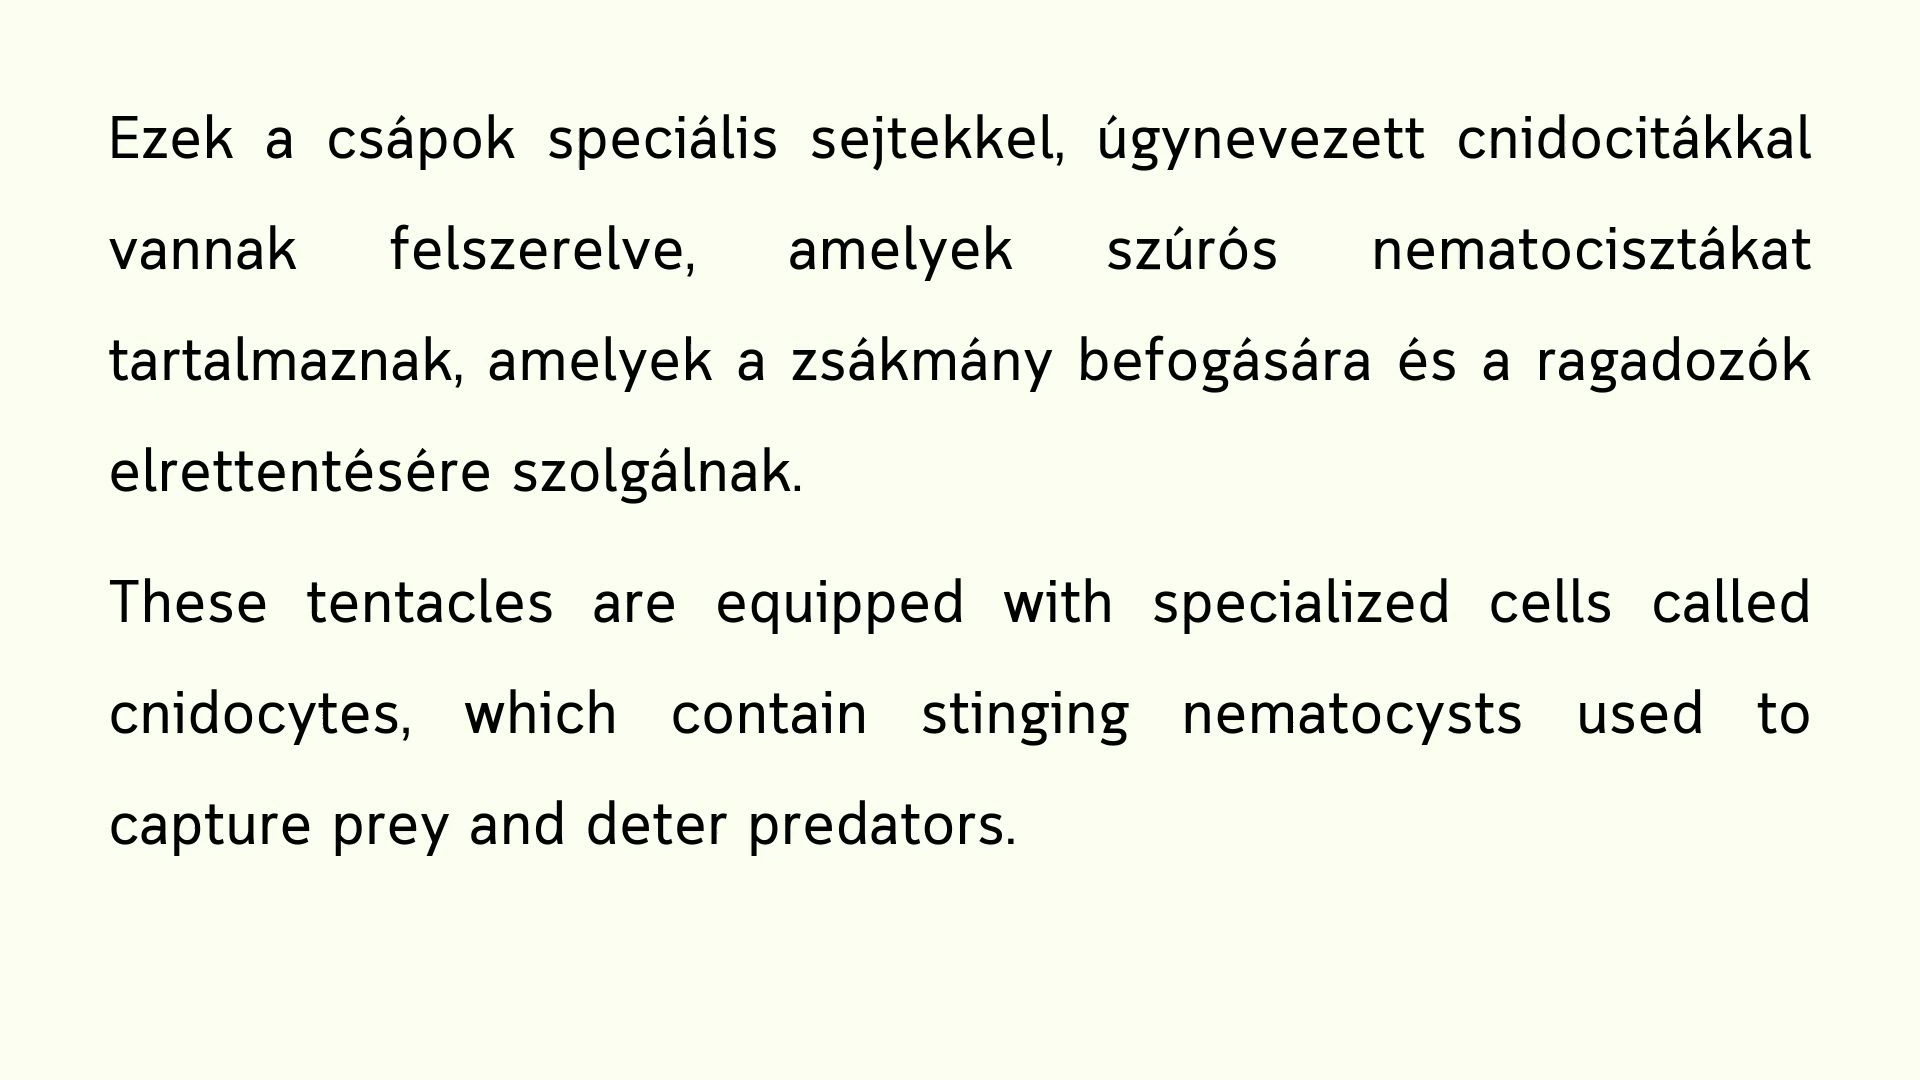 Ezek a csápok speciális sejtekkel, úgynevezett cnidocitákkal
vannak felszerelve, amelyek szúrós nematocisztákat
tartalmaznak, amelyek a zsákmány befogására és a ragadozók
elrettentésére szolgálnak.
These tentacles are equipped with specialized cells called
cnidocytes, which contain stinging nematocysts used to
capture prey and deter predators.